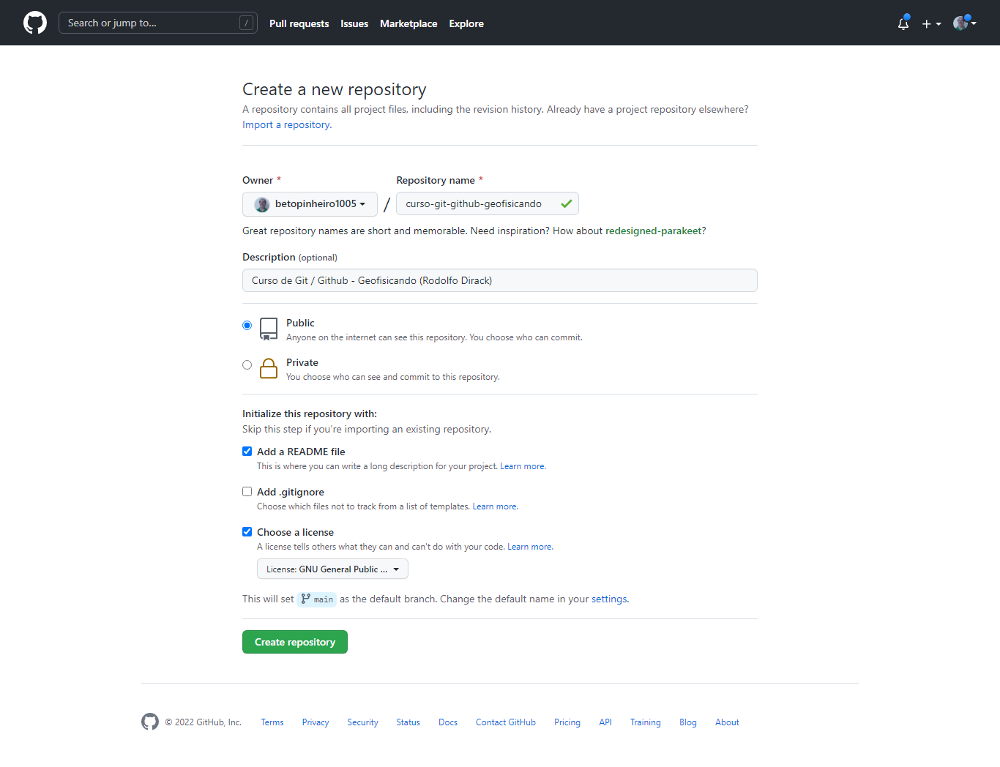 Search or jump to... / Pull requests Issues Marketplace Explore
Create a new repository
A repository contains all project files, including the revision history. Already have a project repository elsewhere?
Import a repository.
Owner * Repository name *
betopinheiro1005 / curso-git-github-geofisicando
Great repository names are short and memorable. Need inspiration? How about redesigned-parakeet?
Description (optional)
Curso de Git / Github - Geofisicando (Rodolfo Dirack)
Public
Anyone on the internet can see this repository. You choose who can commit.
Private
You choose who can see and commit to this repository.
Initialize this repository with:
Skip this step if you’re importing an existing repository.
Add a README file
This is where you can write a long description for your project. Learn more.
Add .gitignore
Choose which files not to track from a list of templates. Learn more.
Choose a license
A license tells others what they can and can't do with your code. Learn more.
License: GNU General Public ...
This will set main as the default branch. Change the default name in your settings.
Create repository
© 2022 GitHub, Inc. Terms Privacy Security Status Docs Contact GitHub Pricing API Training Blog About